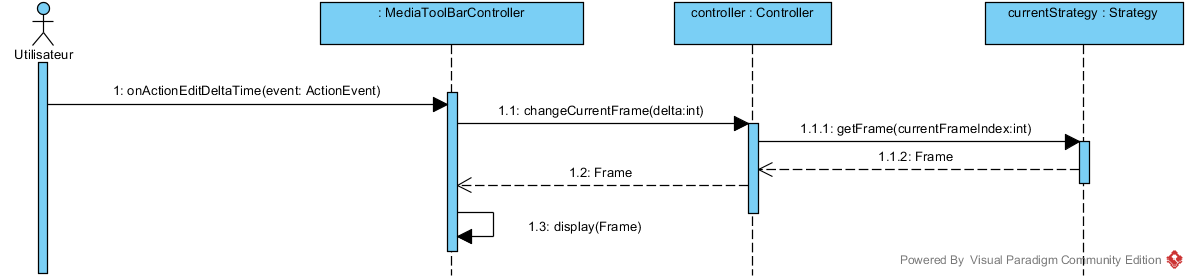 : MediaToolBarController
controller : Controller
currentStrategy : Strategy
Utilisateur
1: onActionEditDeltaTime(event: ActionEvent)
1.1: changeCurrentFrame(delta:int)
1.1.1: getFrame(currentFrameIndex:int)
1.1.2: Frame
1.2: Frame
1.3: display(Frame)
Powered By Visual Paradigm Community Edition